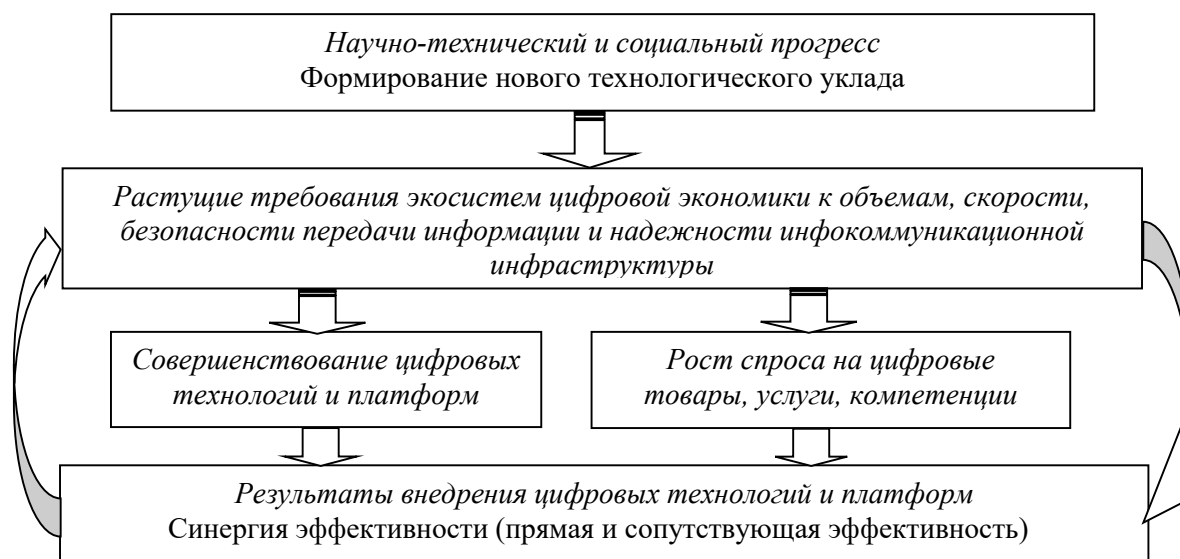 Научно-технический и социальный прогресс
Формирование нового технологического уклада
Растущие требования экосистем цифровой экономики к объемам, скорости,
безопасности передачи информации и надежности инфокоммуникационной
инфраструктуры
Совершенствование цифровых
технологий и платформ
Рост спроса на цифровые
товары, услуги, компетенции
Результаты внедрения цифровых технологий и платформ
Синергия эффективности (прямая и сопутствующая эффективность)